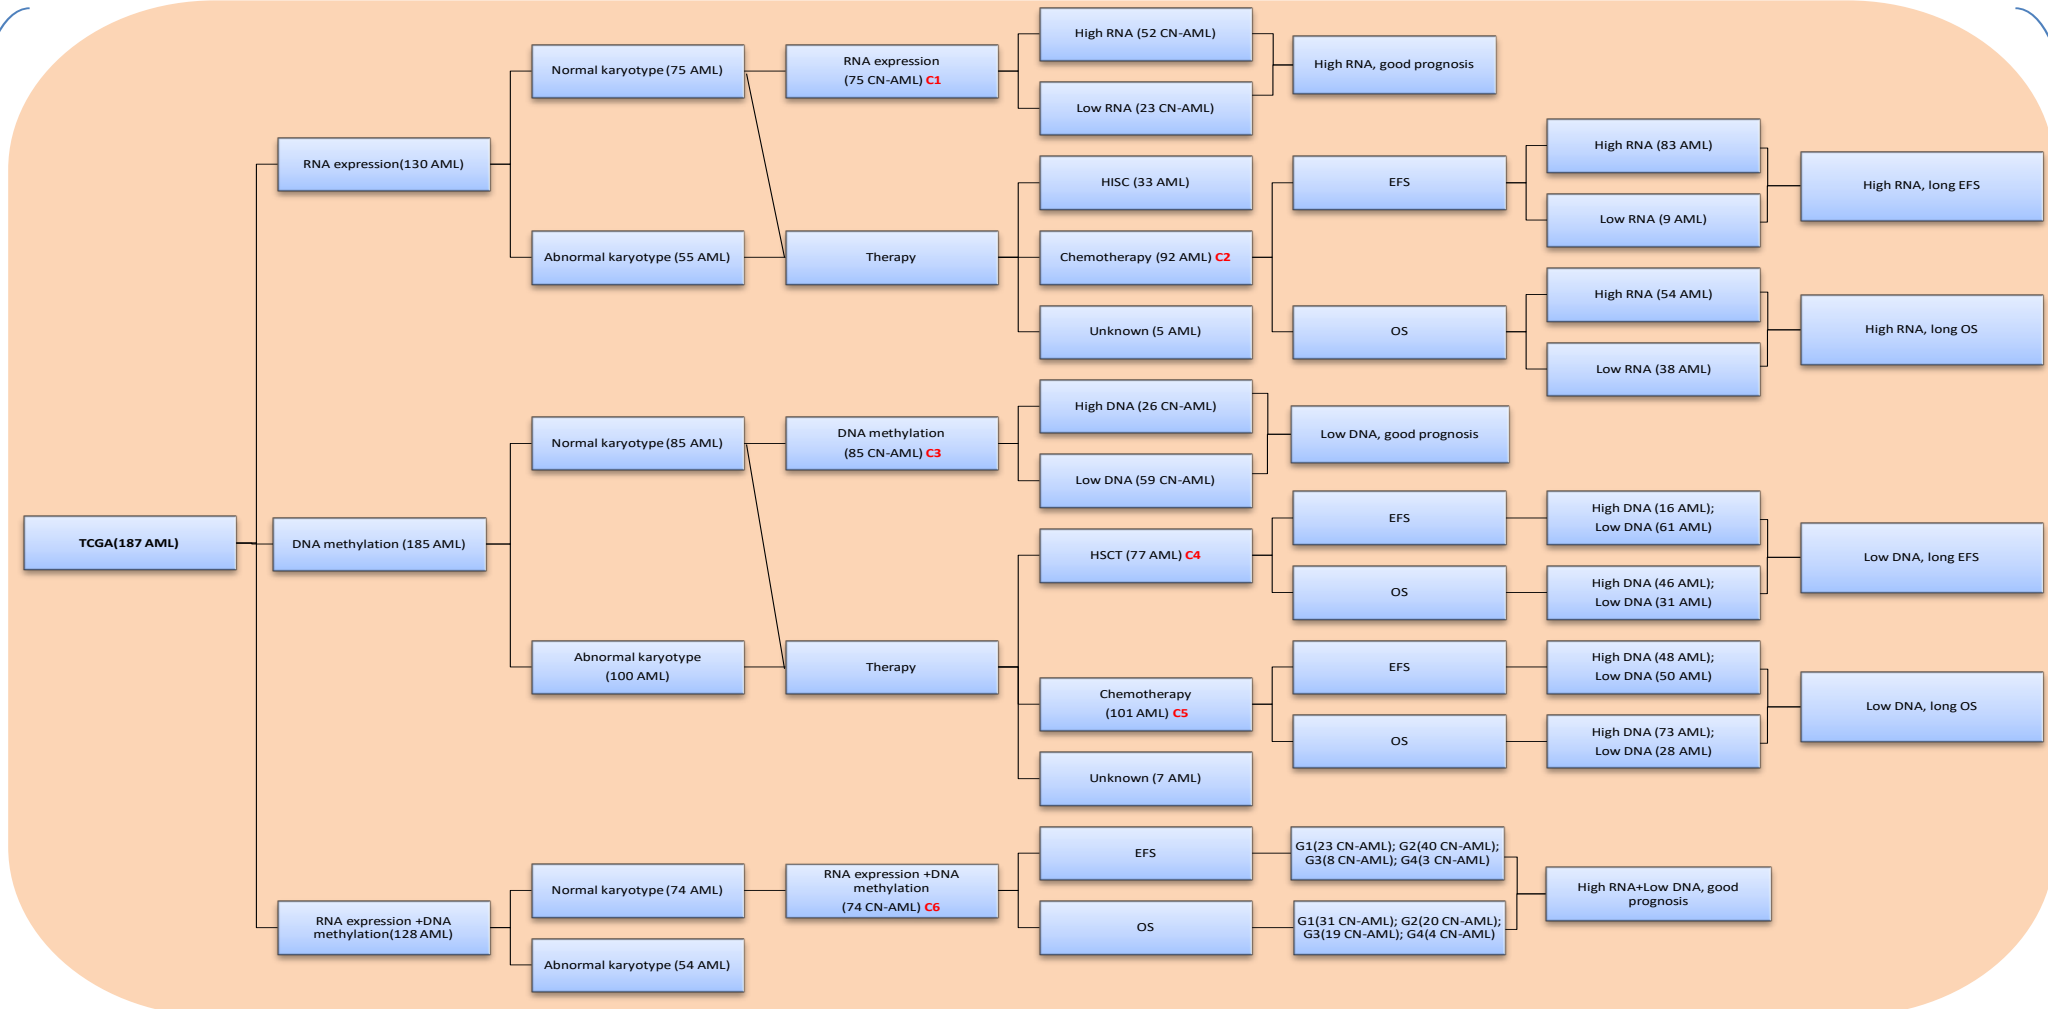 TCGA(187 AML)
RNA expression(130 AML)
Normal karyotype (75 AML)
RNA expression
(75 CN-AML) C1
High RNA (52 CN-AML)
Low RNA (23 CN-AML)
High RNA, good prognosis
Abnormal karyotype (55 AML)
Therapy
HISC (33 AML)
Chemotherapy (92 AML) C2
EFS
High RNA (83 AML)
Low RNA (9 AML)
High RNA, long EFS
OS
High RNA (54 AML)
Low RNA (38 AML)
High RNA, long OS
Unknown (5 AML)
DNA methylation (185 AML)
Normal karyotype (85 AML)
DNA methylation
(85 CN-AML) C3
High DNA (26 CN-AML)
Low DNA (59 CN-AML)
Low DNA, good prognosis
Abnormal karyotype
(100 AML)
Therapy
HSCT (77 AML) C4
EFS
High DNA (16 AML);
Low DNA (61 AML)
OS
High DNA (46 AML);
Low DNA (31 AML)
Low DNA, long EFS
Chemotherapy
(101 AML) C5
EFS
High DNA (48 AML);
Low DNA (50 AML)
OS
High DNA (73 AML);
Low DNA (28 AML)
Low DNA, long OS
Unknown (7 AML)
RNA expression +DNA
methylation(128 AML)
Normal karyotype (74 AML)
RNA expression +DNA
methylation
(74 CN-AML) C6
EFS
G1(23 CN-AML); G2(40 CN-AML);
G3(8 CN-AML); G4(3 CN-AML)
OS
G1(31 CN-AML); G2(20 CN-AML);
G3(19 CN-AML); G4(4 CN-AML)
High RNA+Low DNA, good
prognosis
Abnormal karyotype (54 AML)